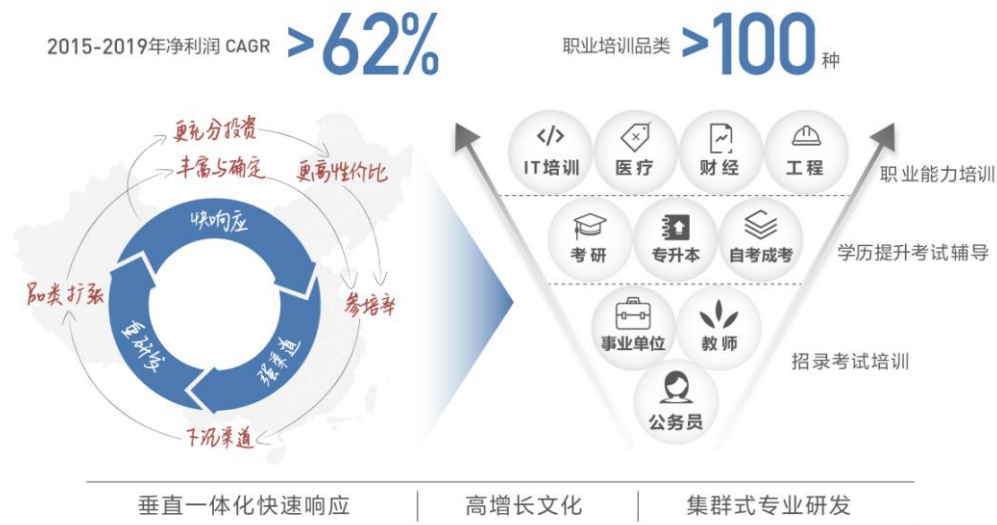 2015-2019年净利润 CAGR >62%
职业培训品类 >100种
更充分投资
丰富与确定
更高性价比
快响应
品类扩张
参培率
重研发
强渠道
下沉渠道
IT培训
医疗
财经
工程
职业能力培训
考研
专升本
自考成考
学历提升考试辅导
事业单位
教师
招录考试培训
公务员
垂直一体化快速响应
高增长文化
集群式专业研发